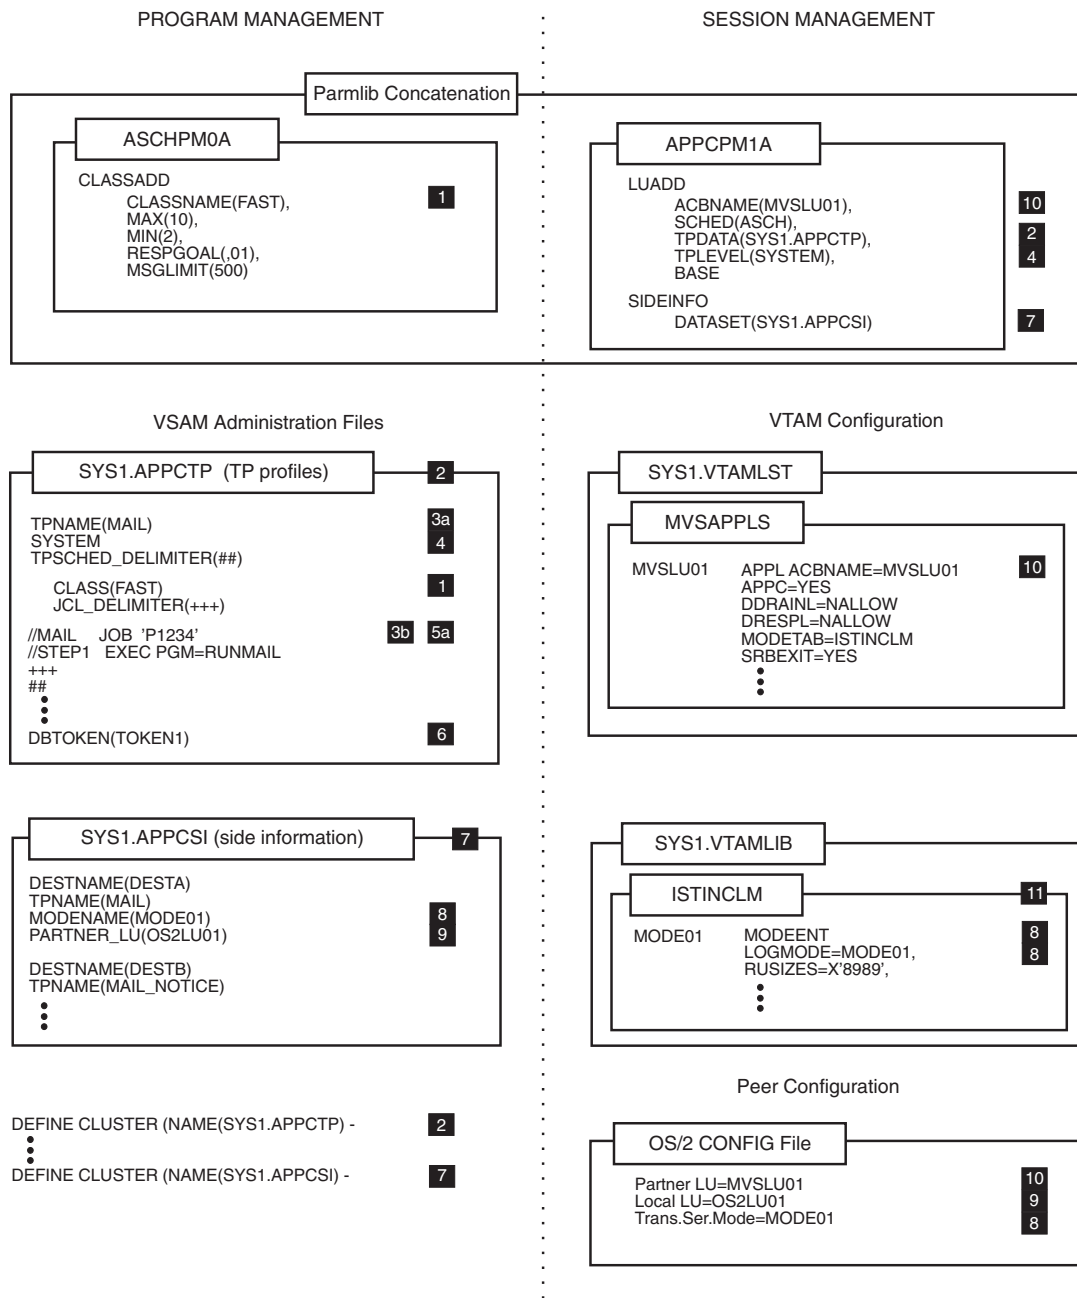 PROGRAM MANAGEMENT
SESSION MANAGEMENT
Parmlib Concatenation
ASCHPM0A
CLASSADD
CLASSNAME(FAST), 1
MAX(10),
MIN(2),
RESPGOAL(,01)
MSGLIMIT(500)
APPCPM1A
LUADD
ACBNAME(MVSLU01), 10
SCHED(ASCH),
TPDATA(SYS1.APPCTP), 2
TPLEVEL(SYSTEM), 4
BASE
SIDEINFO
DATASET(SYS1.APPCSI) 7
VSAM Administration Files
SYS1.APPCTP (TP profiles) 2
TPNAME(MAIL) 3a
SYSTEM 4
TPSCHED_DELIMITER(##)
CLASS(FAST) 1
JCL_DELIMITER(+++)
//MAIL JOB 'P1234' 3b 5a
//STEP1 EXEC PGM=RUNMAIL
+++
##
DBTOKEN(TOKEN1) 6
VTAM Configuration
SYS1.VTAMLST
MVSAPPLS
MVSLU01 APPL ACBNAME=MVSLU01 10
APPC=YES
DDRAINL=NALLOW
DRESPL=NALLOW
MODETAB=ISTINCLM
SRBEXIT=YES
SYS1.APPCSI (side information) 7
DESTNAME(DESTA)
TPNAME(MAIL)
MODENAME(MODE01) 8
PARTNER_LU(OS2LU01) 9
DESTNAME(DESTB)
TPNAME(MAIL_NOTICE)
SYS1.VTAMLIB
ISTINCLM 11
MODE01 MODEENT 8
LOGMODE=MODE01, 8
RUSIZES=X'8989',
DEFINE CLUSTER (NAME(SYS1.APPCTP) - 2
DEFINE CLUSTER (NAME(SYS1.APPCSI) - 7
Peer Configuration
OS/2 CONFIG File
Partner LU=MVSLU01 10
Local LU=OS2LU01 9
Trans.Ser.Mode=MODE01 8